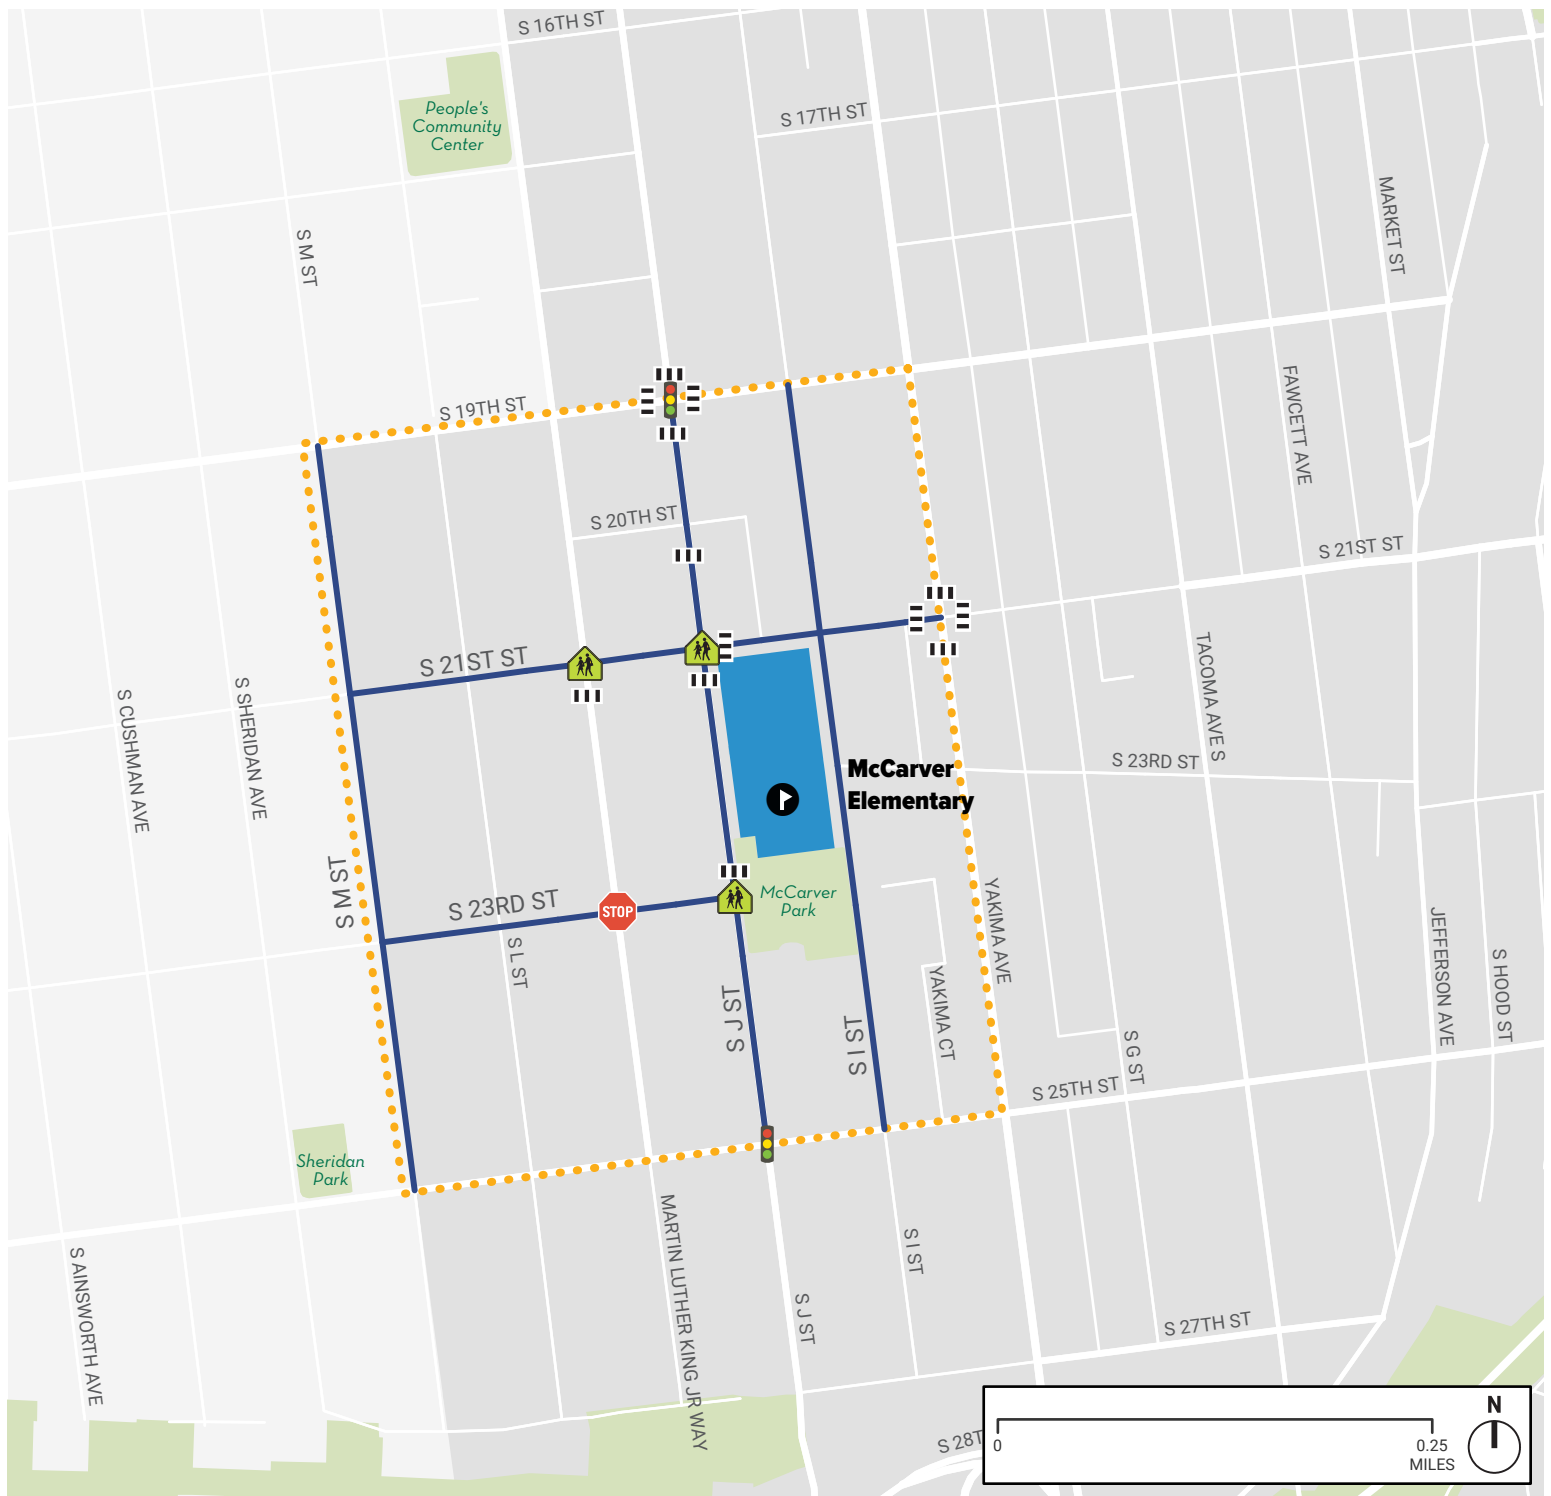 S 16TH ST
People's
Community
Center
S 17TH ST
MARKET ST
S M ST
S 19TH ST
FAWCETT AVE
S 20TH ST
S 21ST ST
S 21ST ST
TACOMA AVE S
S CUSHMAN AVE
S SHERIDAN AVE
S 23RD ST
McCarver
Elementary
S M ST
S 23RD ST
STOP
McCarver
Park
YAKIMA AVE
S L ST
JEFFERSON AVE
S HOOD ST
YAKIMA CT
S J ST
S I ST
S G ST
S 25TH ST
Sheridan
Park
MARTIN LUTHER KING JR WAY
S AINSWORTH AVE
S I ST
S J ST
S 27TH ST
S 28T
N
0
0.25
MILES